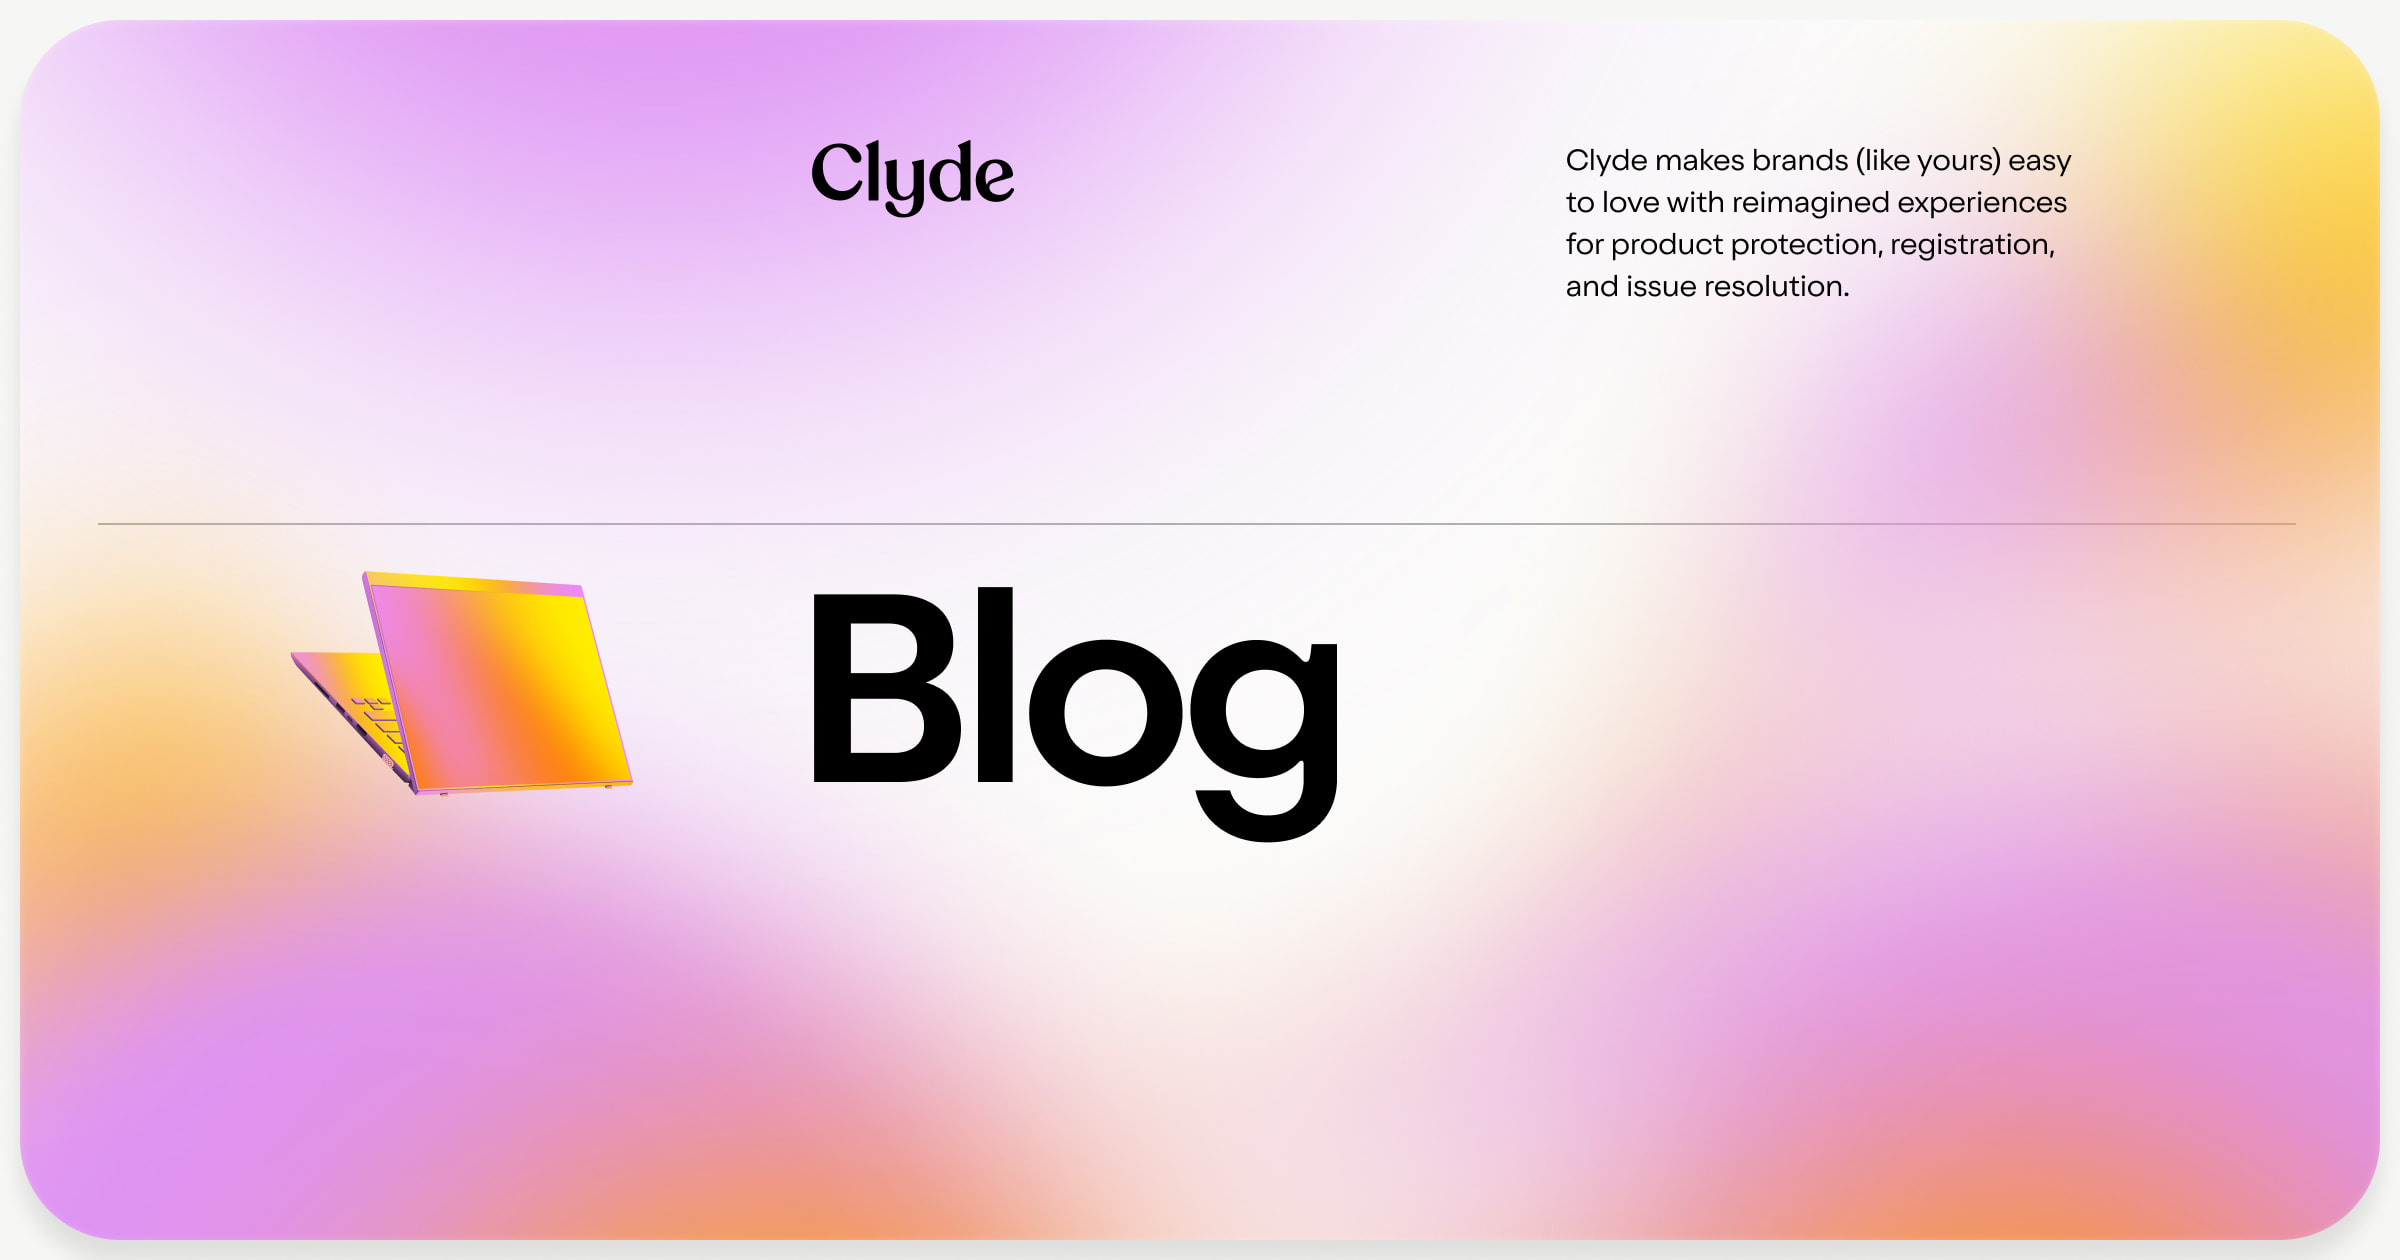 Clyde
Clyde makes brands (like yours) easy
to love with reimagined experiences
for product protection, registration,
and issue resolution.
Blog